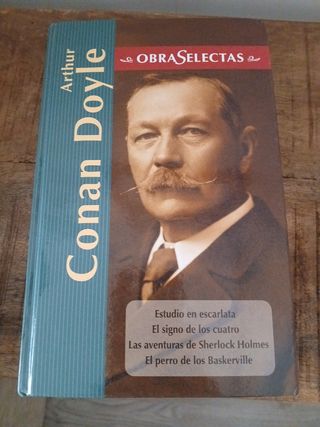 Arthur
Conan Doyle
OBRASELECTAS
Estudio en escarlata
El signo de los cuatro
Las aventuras de Sherlock Holmes
El perro de los Baskerville